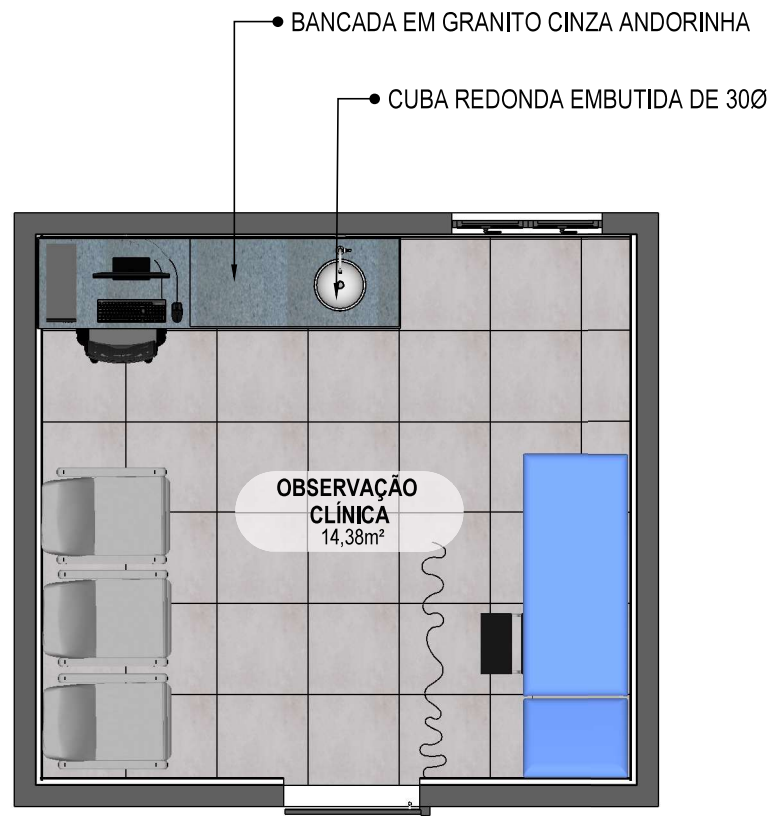 BANCADA EM GRANITO CINZA ANDORINHA
CUBA REDONDA EMBUTIDA DE 30Ø
OBSERVAÇÃO
CLÍNICA
14,38m²